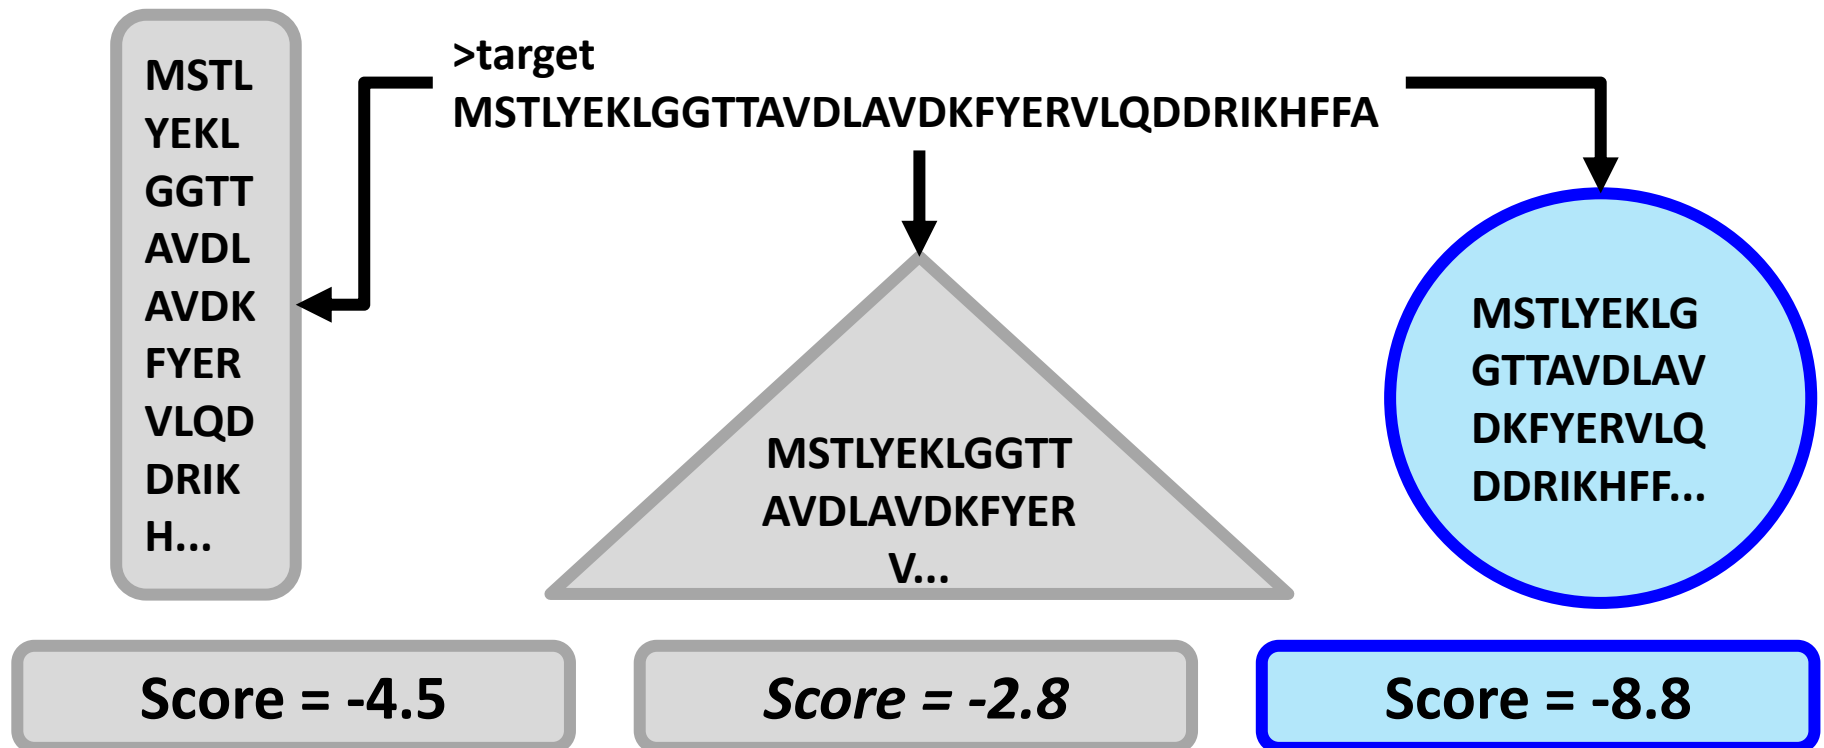 >target
MSTLYEKLGGTTAVDLAVDKFYERVLQDDRIKHFFA
MSTL
YEKL
GGTT
AVDL
AVDK
FYER
VLQD
DRIK
H...
MSTLYEKLGGTT
AVDLAVDKFYER
V...
MSTLYEKLG
GTTAVDLAV
DKFYERVLQ
DDRIKHFF...
Score = -4.5
Score = -2.8
Score = -8.8